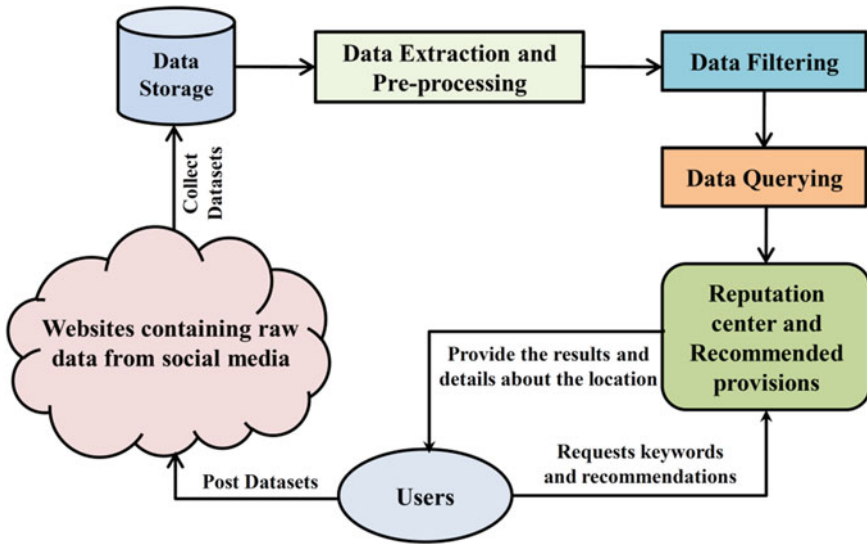 Data
Storage
Data Extraction and
Pre-processing
Data Filtering
Data Querying
Collect
Datasets
Websites containing raw
data from social media
Reputation
center and
Recommended
provisions
Provide the results and
details about the location
Requests keywords
and recommendations
Post Datasets
Users